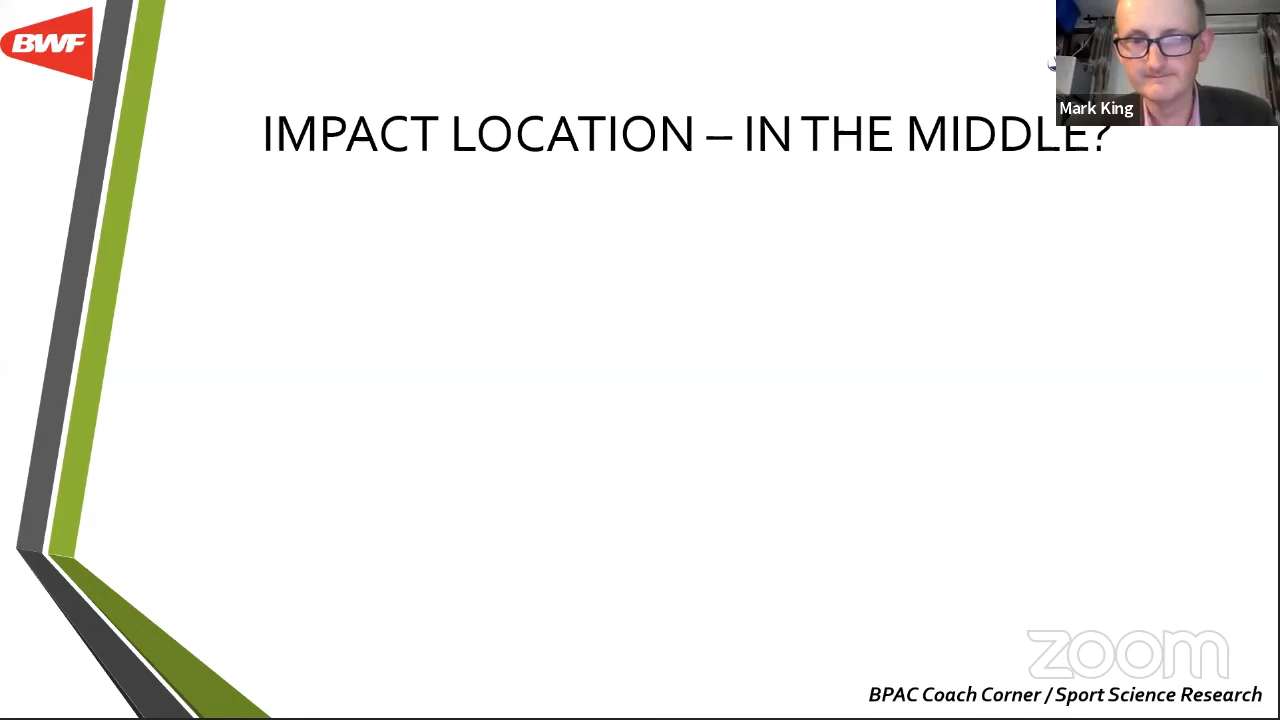 BWF
Mark King
IMPACT LOCATION – IN THE MIDDLE?
zoom
BPAC Coach Corner / Sport Science Research